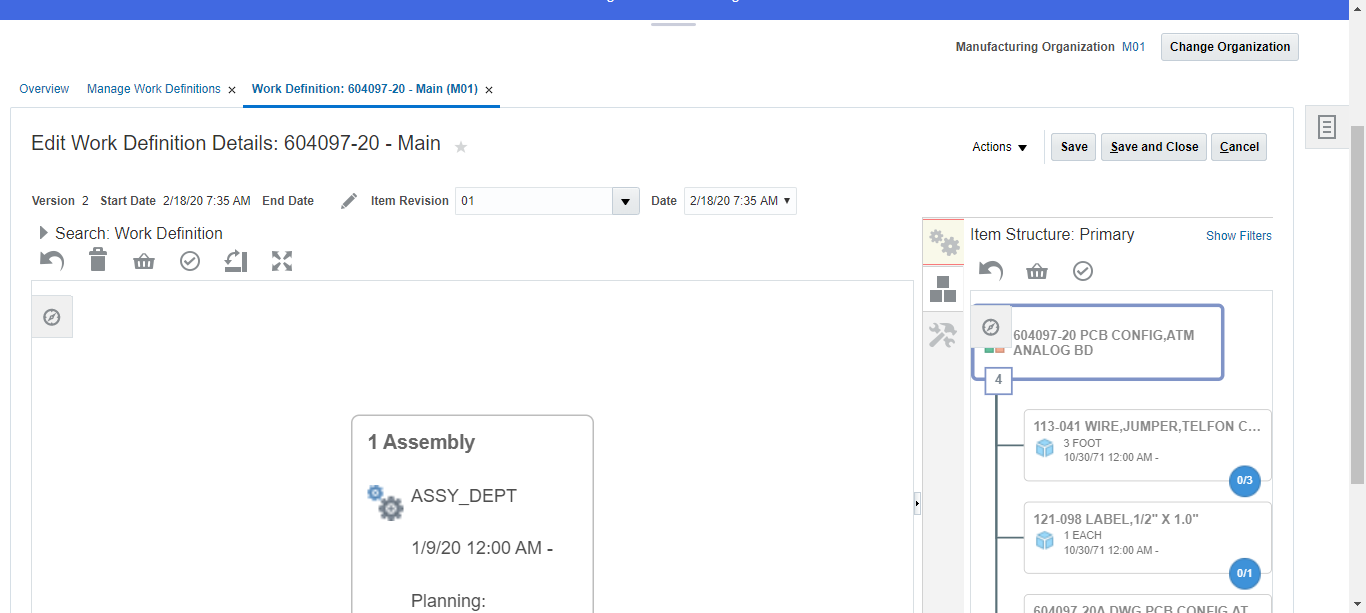 Manufacturing Organization M01 Change Organization
Overview Manage Work Definitions × Work Definition: 604097-20 - Main (M01) ×
Edit Work Definition Details: 604097-20 - Main
Actions Save Save and Close Cancel
Version 2 Start Date 2/18/20 7:35 AM End Date Item Revision 01 Date 2/18/20 7:35 AM
Search: Work Definition
1 Assembly
ASSY_DEPT
1/9/20 12:00 AM -
Planning:
Item Structure: Primary Show Filters
604097-20 PCB CONFIG,ATM
ANALOG BD
4
113-041 WIRE,JUMPER,TELFON C...
3 FOOT
10/30/71 12:00 AM -
0/3
121-098 LABEL,1/2" X 1.0"
1 EACH
10/30/71 12:00 AM -
0/1
604097-20A DWG PCB CONFIG,AT...